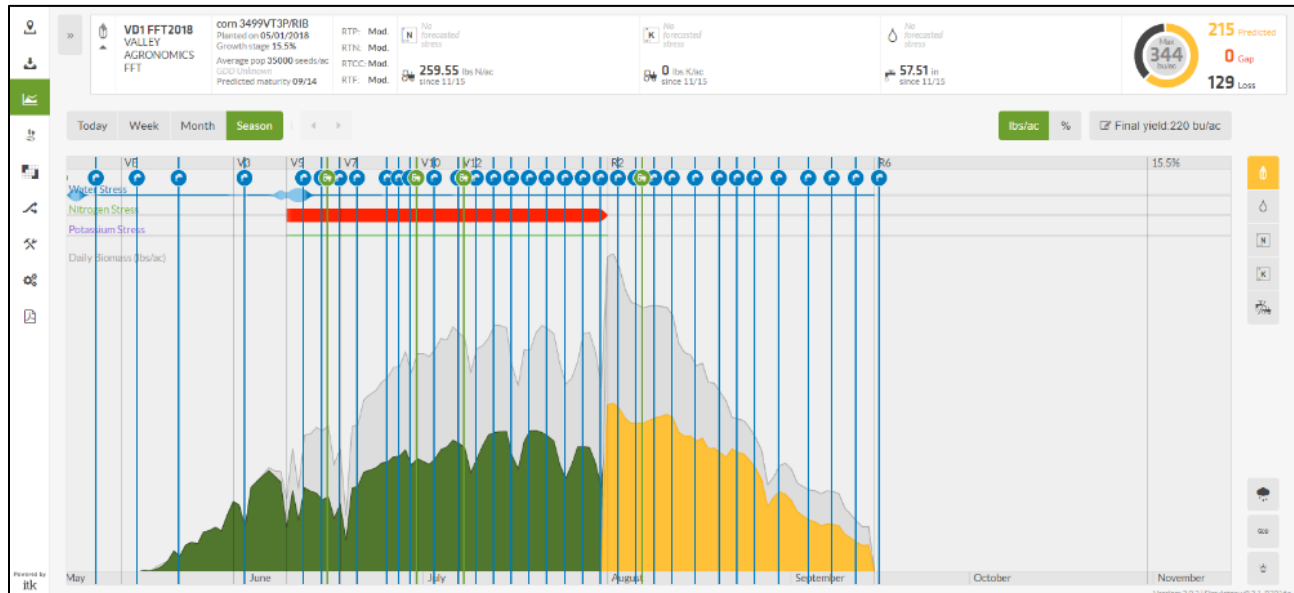 VD1 FFT2018
VALLEY
AGRONOMICS
FFT
corn 3499VT3P/RIB
Planted on 05/01/2018
Growth stage 15.5%
Average pop 35000 seeds/ac
GDD Unknown
Predicted maturity 09/14
RTP: Mod.
RTN: Mod.
RTCC: Mod.
RTF: Mod.
N
No
forecasted
stress
259.55 lbs N/ac
since 11/15
K
No
forecasted
stress
0 lbs K/ac
since 11/15
No
forecasted
stress
57.51 in
since 11/15
Max
344
bu/ac
215 Predicted
0 Gap
129 Loss
Today Week Month Season
lbs/ac % Final yield:220 bu/ac
VE V3 V5 V7 V10 V12 R2 R6 15.5%
Water Stress
Nitrogen Stress
Potassium Stress
Daily Biomass (lbs/ac)
N
K
May June July August September October November
Powered by
itk